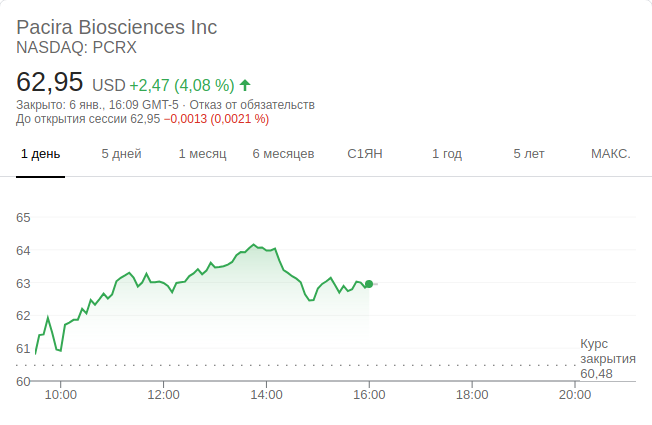 Pacira Biosciences Inc
NASDAQ: PCRX
62,95 USD +2,47 (4,08 %)
Закрыто: 6 янв., 16:09 GMT-5 · Отказ от обязательств
До открытия сессии 62,95 −0,0013 (0,0021 %)
1 день 5 дней 1 месяц 6 месяцев С1ЯН 1 год 5 лет МАКС.
65
64
63
62
61
Курс
закрытия
60,48
60
10:00 12:00 14:00 16:00 18:00 20:00